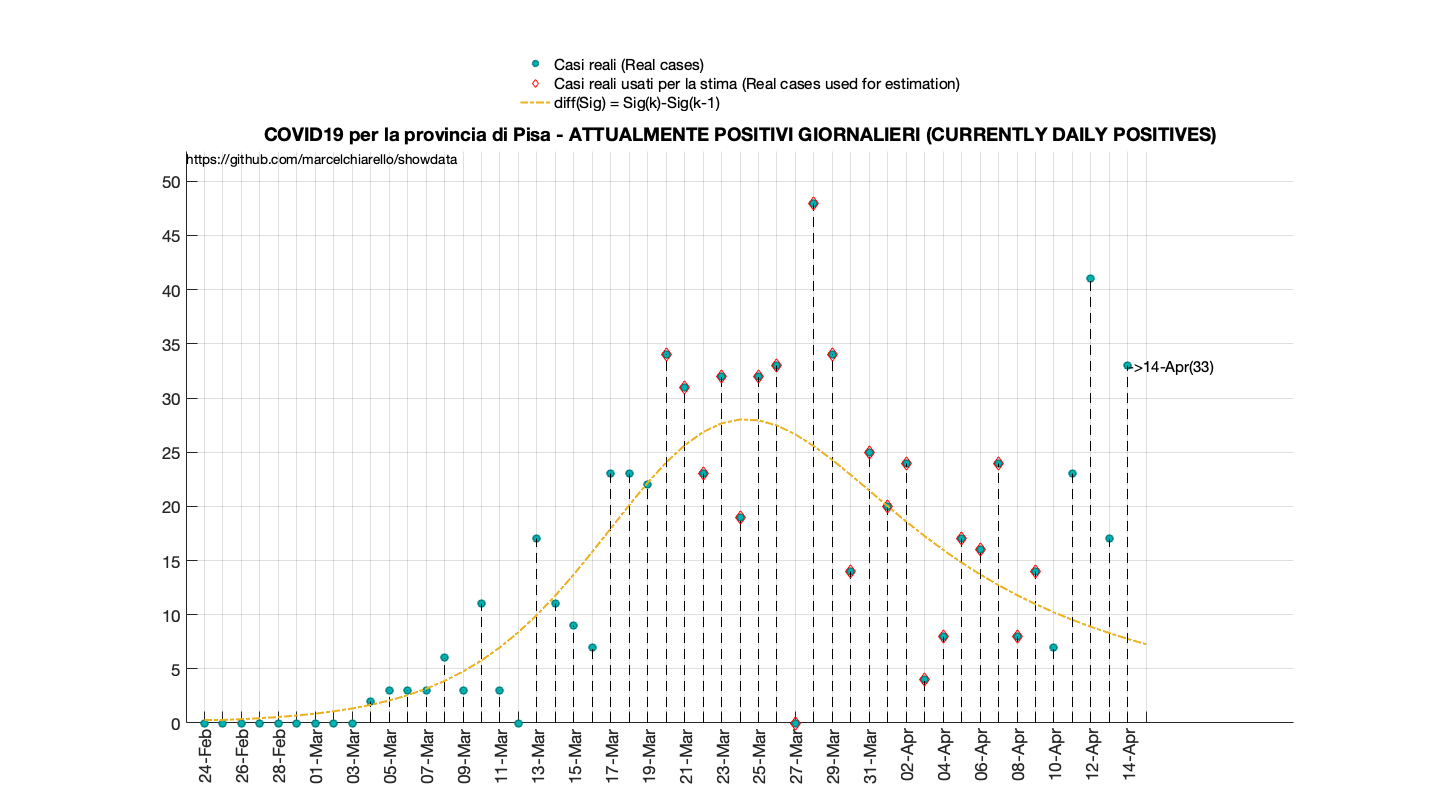 Casi reali (Real cases)
Casi reali usati per la stima (Real cases used for estimation)
diff(Sig) = Sig(k)-Sig(k-1)
COVID19 per la provincia di Pisa - ATTUALMENTE POSITIVI GIORNALIERI (CURRENTLY DAILY POSITIVES)
https://github.com/marcelchiarello/showdata
50
45
40
35
>14-Apr(33)
30
25
20
15
10
5
0
24-Feb
26-Feb
28-Feb
01-Mar
03-Mar
05-Mar
07-Mar
09-Mar
11-Mar
13-Mar
15-Mar
17-Mar
19-Mar
21-Mar
23-Mar
25-Mar
27-Mar
29-Mar
31-Mar
02-Apr
04-Apr
06-Apr
08-Apr
10-Apr
12-Apr
14-Apr